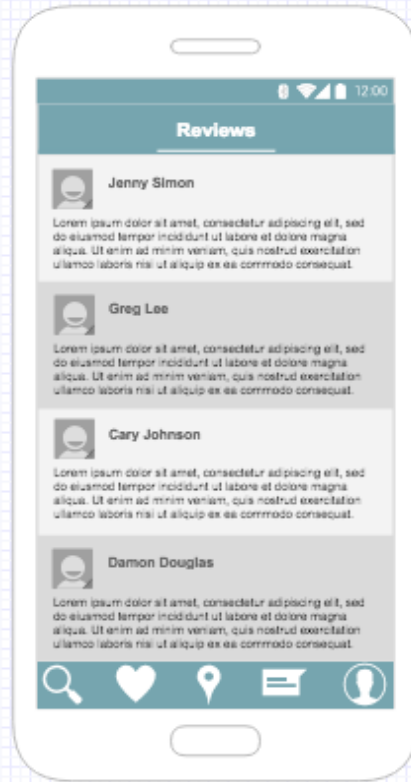 12:00
Reviews
Jenny Simon
Lorem ipsum dolor sit amet, consectetur adipiscing elit, sed
do eiusmod tempor incididunt ut labore et dolore magna
aliqua. Ut enim ad minim veniam, quis nostrud exercitation
ullamco laboris nisi ut aliquip ex ea commodo consequat.
Greg Lee
Lorem ipsum dolor sit amet, consectetur adipiscing elit, sed
do eiusmod tempor incididunt ut labore et dolore magna
aliqua. Ut enim ad minim veniam, quis nostrud exercitation
ullamco laboris nisi ut aliquip ex ea commodo consequat.
Cary Johnson
Lorem ipsum dolor sit amet, consectetur adipiscing elit, sed
do eiusmod tempor incididunt ut labore et dolore magna
aliqua. Ut enim ad minim veniam, quis nostrud exercitation
ullamco laboris nisi ut aliquip ex ea commodo consequat.
Damon Douglas
Lorem ipsum dolor sit amet, consectetur adipiscing elit, sed
do eiusmod tempor incididunt ut labore et dolore magna
aliqua. Ut enim ad minim veniam, quis nostrud exercitation
ullamco laboris nisi ut aliquip ex ea commodo consequat.